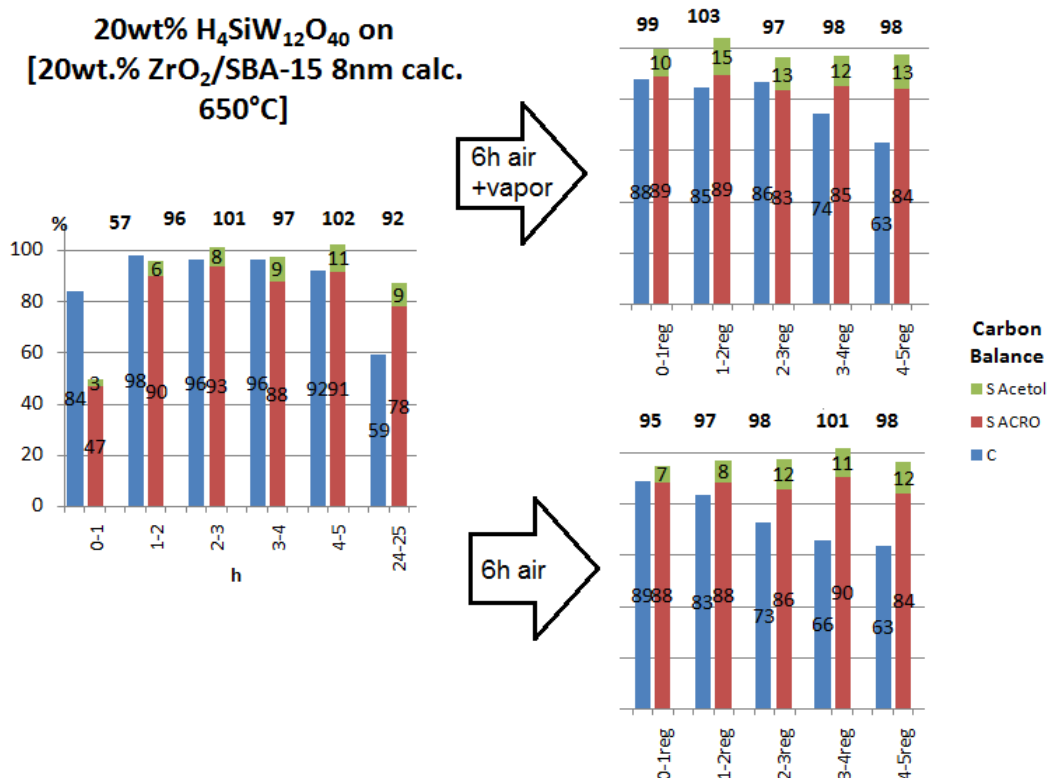 20wt% H₄SiW₁₂O₄₀ on
[20wt.% ZrO₂/SBA-15 8nm calc.
650°C]
% 57 96 101 97 102 92
100
80
60
40
20
0
84 47 3
98 90 6
96 93 8
96 88 9
92 91 11
59 78 9
0-1 1-2 2-3 3-4 4-5 24-25
h
6h air
+vapor
99 103 97 98 98
88 89 10
85 89 15
86 83 13
74 85 12
63 84 13
0-1reg 1-2reg 2-3reg 3-4reg 4-5reg
6h air
95 97 98 101 98
89 88 7
83 88 8
73 86 12
66 90 11
63 84 12
0-1reg 1-2reg 2-3reg 3-4reg 4-5reg
Carbon
Balance
S Acetol
S ACRO
C